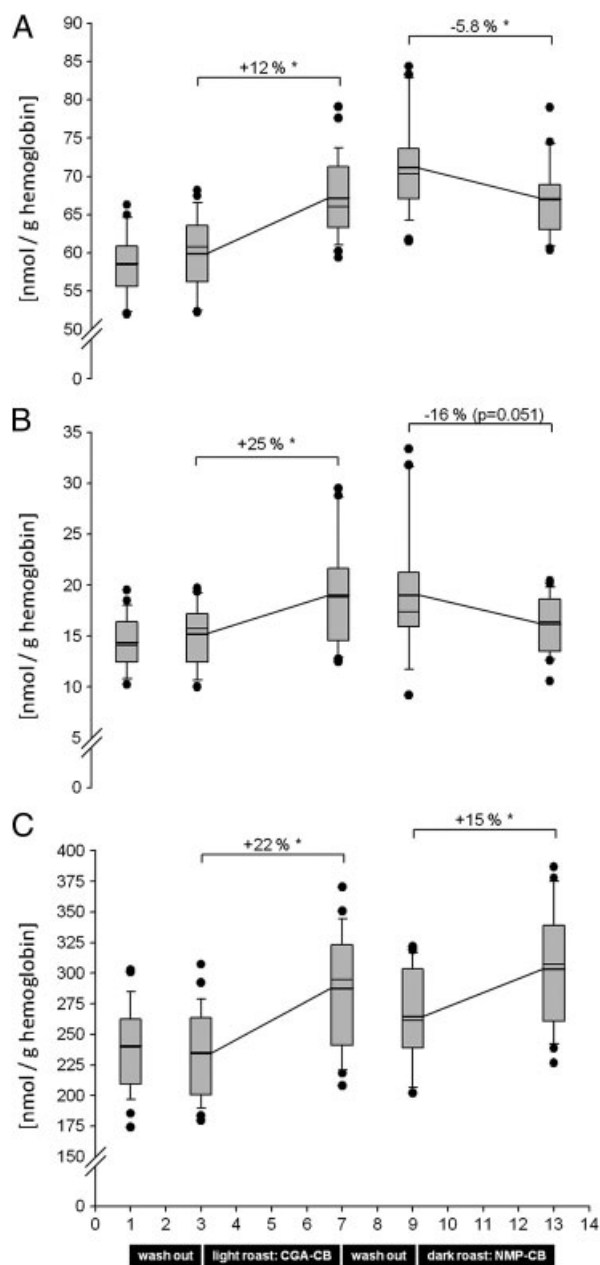 A
-5.8 %*
+12 % *
90
85
80
75
70
65
60
55
50
0
[nmol / g hemoglobin]
B
-16 % (p=0.051)
+25 % *
35
30
25
20
15
10
5
0
[nmol / g hemoglobin]
C
+15 % *
+22 % *
400
375
350
325
300
275
250
225
200
175
150
0
[nmol / g hemoglobin]
0 1 2 3 4 5 6 7 8 9 10 11 12 13 14
wash out light roast: CGA-CB wash out dark roast: NMP-CB